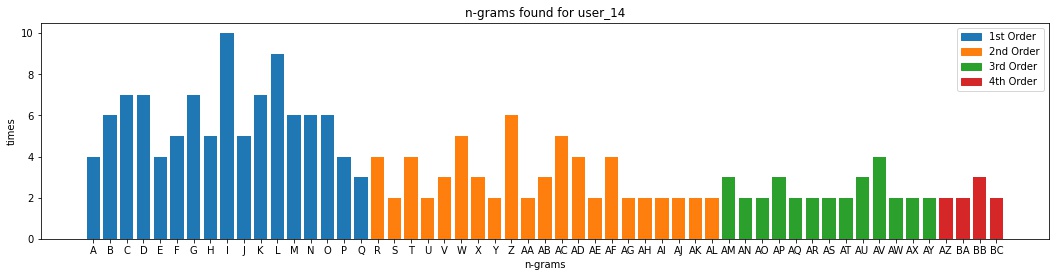 n-grams found for user_14
10
8
6
4
2
0
times
1st Order
2nd Order
3rd Order
4th Order
A B C D E F G H I J K L M N O P Q R S T U V W X Y Z AA AB AC AD AE AF AG AH AI AJ AK AL AM AN AO AP AQ AR AS AT AU AV AW AX AY AZ BA BB BC
n-grams